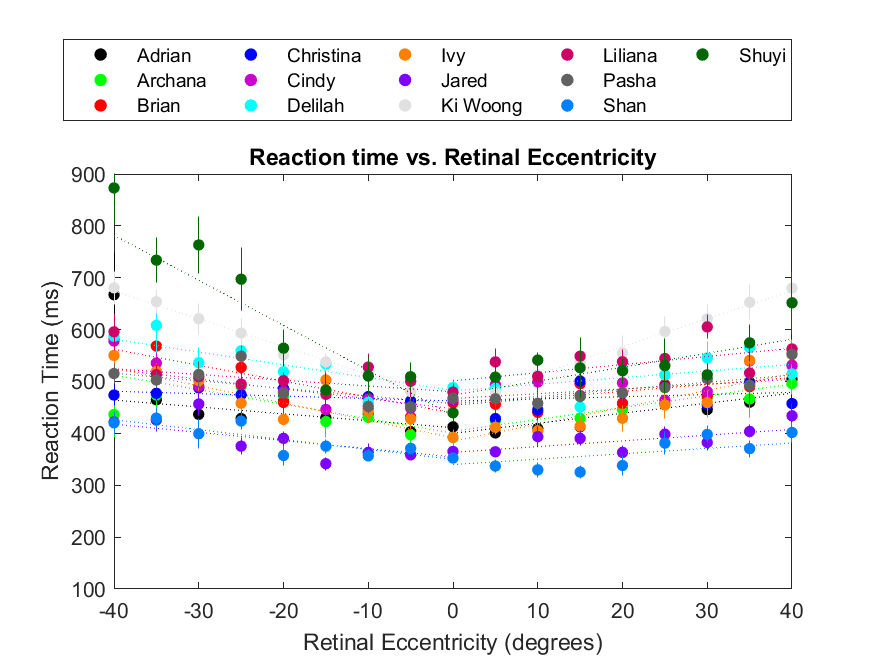 Adrian Christina Ivy Liliana Shuyi
Archana Cindy Jared Pasha
Brian Delilah Ki Woong Shan
Reaction time vs. Retinal Eccentricity
900
800
700
600
500
400
300
200
100
Reaction Time (ms)
-40 -30 -20 -10 0 10 20 30 40
Retinal Eccentricity (degrees)